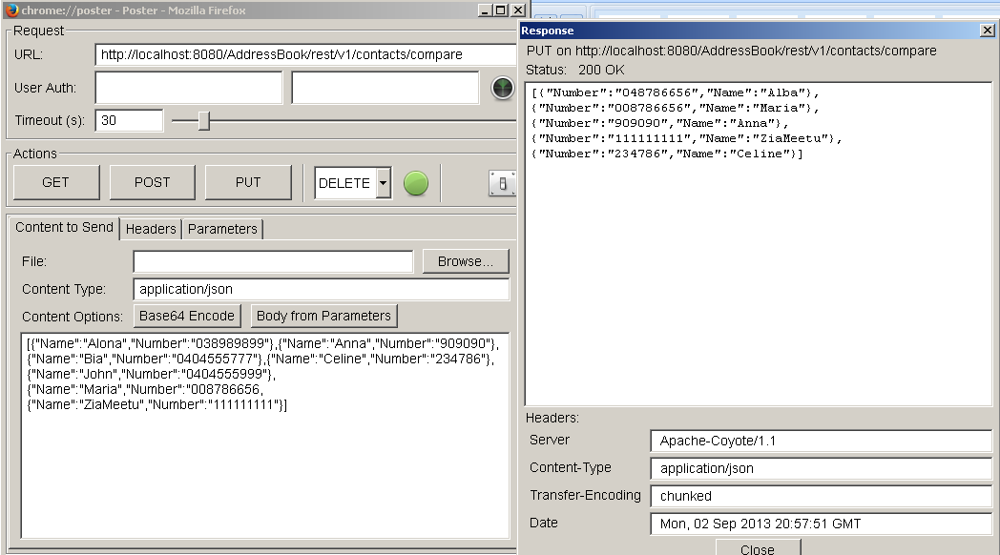 chrome://poster - Poster - Mozilla Firefox
Request
URL: http://localhost:8080/AddressBook/rest/v1/contacts/compare
User Auth:
Timeout (s): 30
Actions
GET POST PUT DELETE
Content to Send Headers Parameters
File: Browse...
Content Type: application/json
Content Options: Base64 Encode Body from Parameters
[{"Name":"Alona","Number":"038989899"},{"Name":"Anna","Number":"909090"},
{"Name":"Bia","Number":"0404555777"},{"Name":"Celine","Number":"234786"},
{"Name":"John","Number":"0404555999"},
{"Name":"Maria","Number":"008786656,
{"Name":"ZiaMeetu","Number":"111111111"}]
Response
PUT on http://localhost:8080/AddressBook/rest/v1/contacts/compare
Status: 200 OK
[{"Number":"048786656","Name":"Alba"},
{"Number":"008786656","Name":"Maria"},
{"Number":"909090","Name":"Anna"},
{"Number":"111111111","Name":"ZiaMeetu"},
{"Number":"234786","Name":"Celine"}]
Headers:
Server Apache-Coyote/1.1
Content-Type application/json
Transfer-Encoding chunked
Date Mon, 02 Sep 2013 20:57:51 GMT
Close